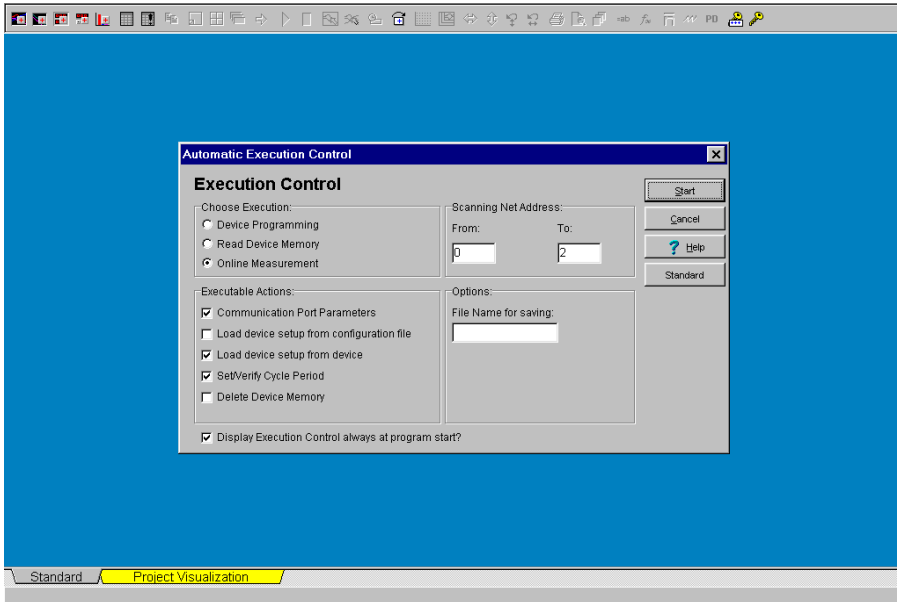 ab
PD
Automatic Execution Control
Execution Control
Choose Execution:
Device Programming
Read Device Memory
Online Measurement
Scanning Net Address:
From: To:
0 2
Executable Actions:
Communication Port Parameters
Load device setup from configuration file
Load device setup from device
Set/Verify Cycle Period
Delete Device Memory
Options:
File Name for saving:
Display Execution Control always at program start?
Start
Cancel
? Help
Standard
Standard
Project Visualization